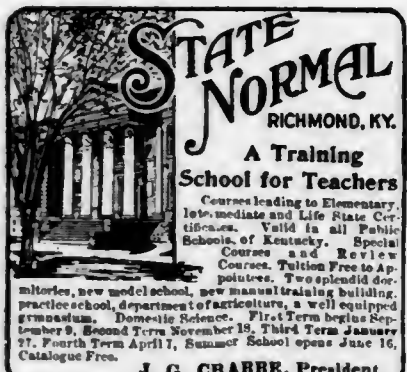 STATE
NORMAL
RICHMOND, KY.
A Training
School for Teachers
Courses leading to Elementary,
Intermediate and Life State Cer-
tificates. Valid in all Public
Schools, of Kentucky. Special
Courses and Review
Courses. Tuition Free to Ap-
pointees. Two splendid dor-
mitories, new model school, new manual training building,
practice school, department of agriculture, a well equipped
gymnasium. Domestic Science. First Term begins Sep-
tember 9, Second Term November 18, Third Term January
27. Fourth Term April 7, Summer School opens June 16,
Catalogue Free.
J. G. CRABBE, President.